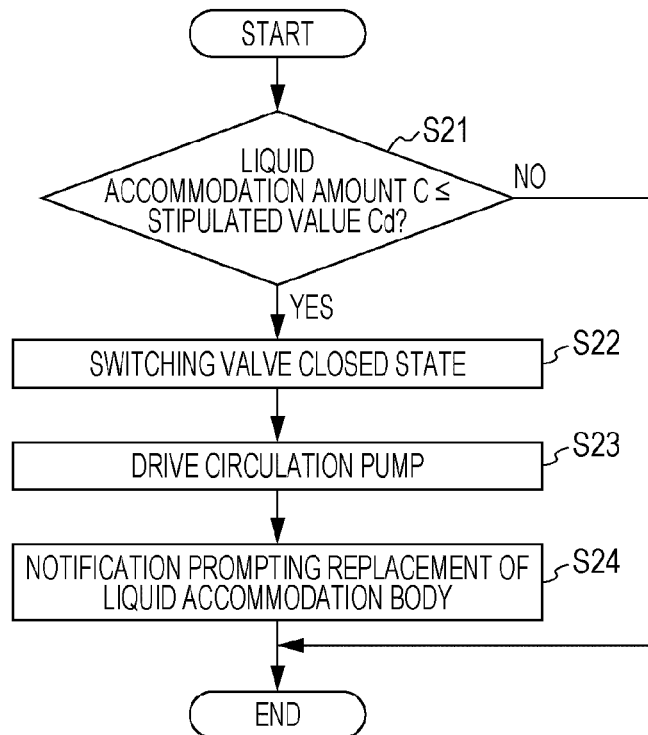 START
S21
LIQUID
ACCOMMODATION AMOUNT C ≤
STIPULATED VALUE Cd?
NO
YES
SWITCHING VALVE CLOSED STATE
S22
DRIVE CIRCULATION PUMP
S23
NOTIFICATION PROMPTING REPLACEMENT OF
LIQUID ACCOMMODATION BODY
S24
END